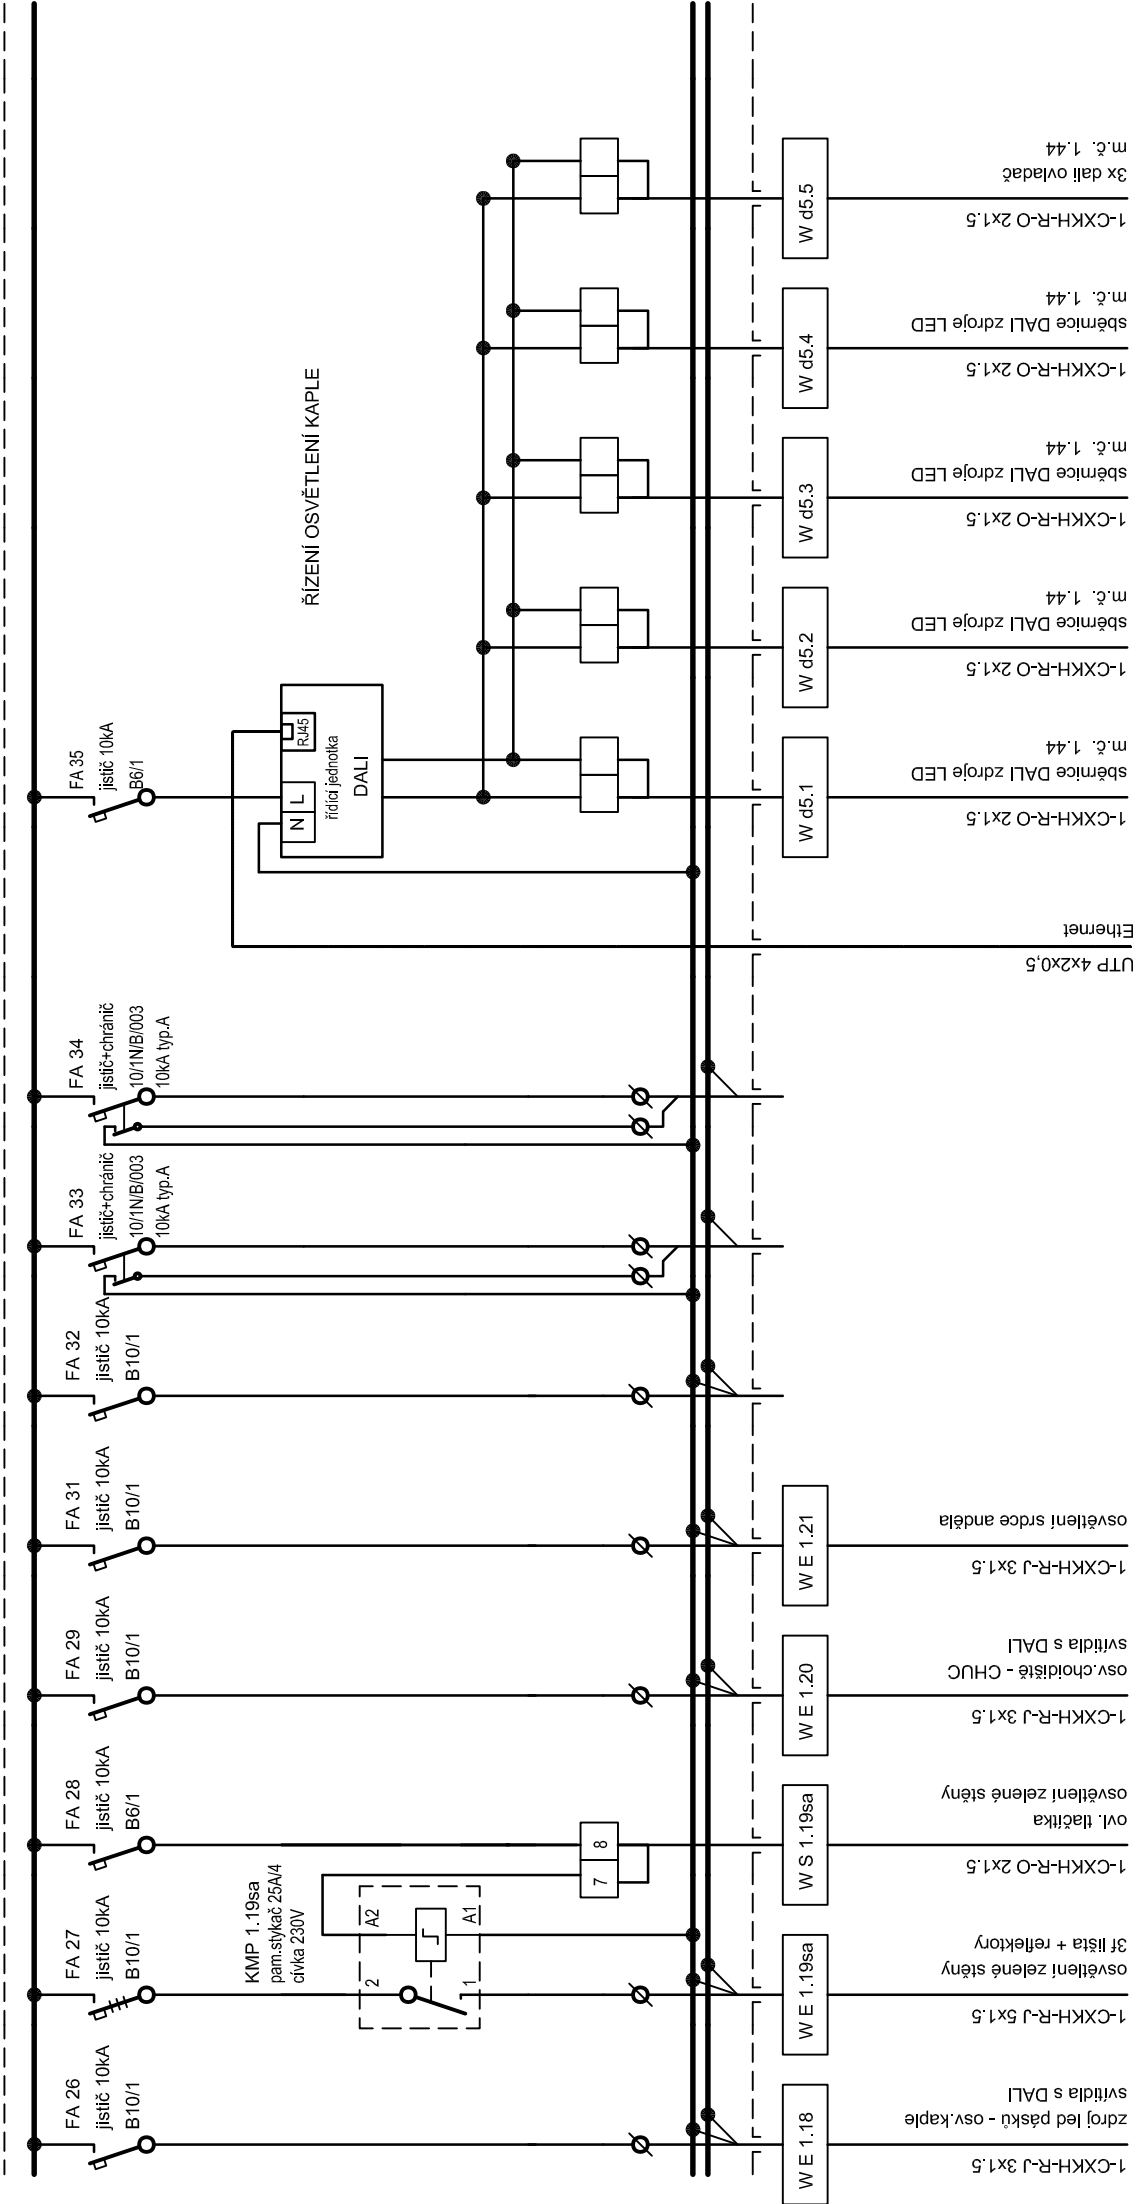 FA 26
jistič 10kA
B10/1
FA 27
jistič 10kA
B10/1
FA 28
jistič 10kA
B6/1
FA 29
jistič 10kA
B10/1
FA 31
jistič 10kA
B10/1
FA 32
jistič 10kA
B10/1
FA 33
jistič+chránič
10/1N/B/003
10kA typ.A
FA 34
jistič+chránič
10/1N/B/003
10kA typ.A
FA 35
jistič 10kA
B6/1
KMP 1.19sa
pam.stykač 25A/4
cívka 230V
2
A2
1
A1
7
8
N
L
RJ45
řídící jednotka
DALI
ŘÍZENÍ OSVĚTLENÍ KAPLE
W E 1.18
W E 1.19sa
W S 1.19sa
W E 1.20
W E 1.21
W d5.1
W d5.2
W d5.3
W d5.4
W d5.5
1-CXKH-R-J 3x1.5
zdroj led pásků - osv.kaple
svítidla s DALI
1-CXKH-R-J 5x1.5
osvětlení zelené stěny
3f lišta + reflektory
1-CXKH-R-O 2x1.5
ovl. tlačítka
osvětlení zelené stěny
1-CXKH-R-J 3x1.5
osv.choidiště - CHUC
svítidla s DALI
1-CXKH-R-J 3x1.5
osvětlení srdce anděla
UTP 4x2x0,5
Ethernet
1-CXKH-R-O 2x1.5
sběrnice DALI zdroje LED
m.č. 1.44
1-CXKH-R-O 2x1.5
sběrnice DALI zdroje LED
m.č. 1.44
1-CXKH-R-O 2x1.5
sběrnice DALI zdroje LED
m.č. 1.44
1-CXKH-R-O 2x1.5
sběrnice DALI zdroje LED
m.č. 1.44
1-CXKH-R-O 2x1.5
3x dali ovladač
m.č. 1.44